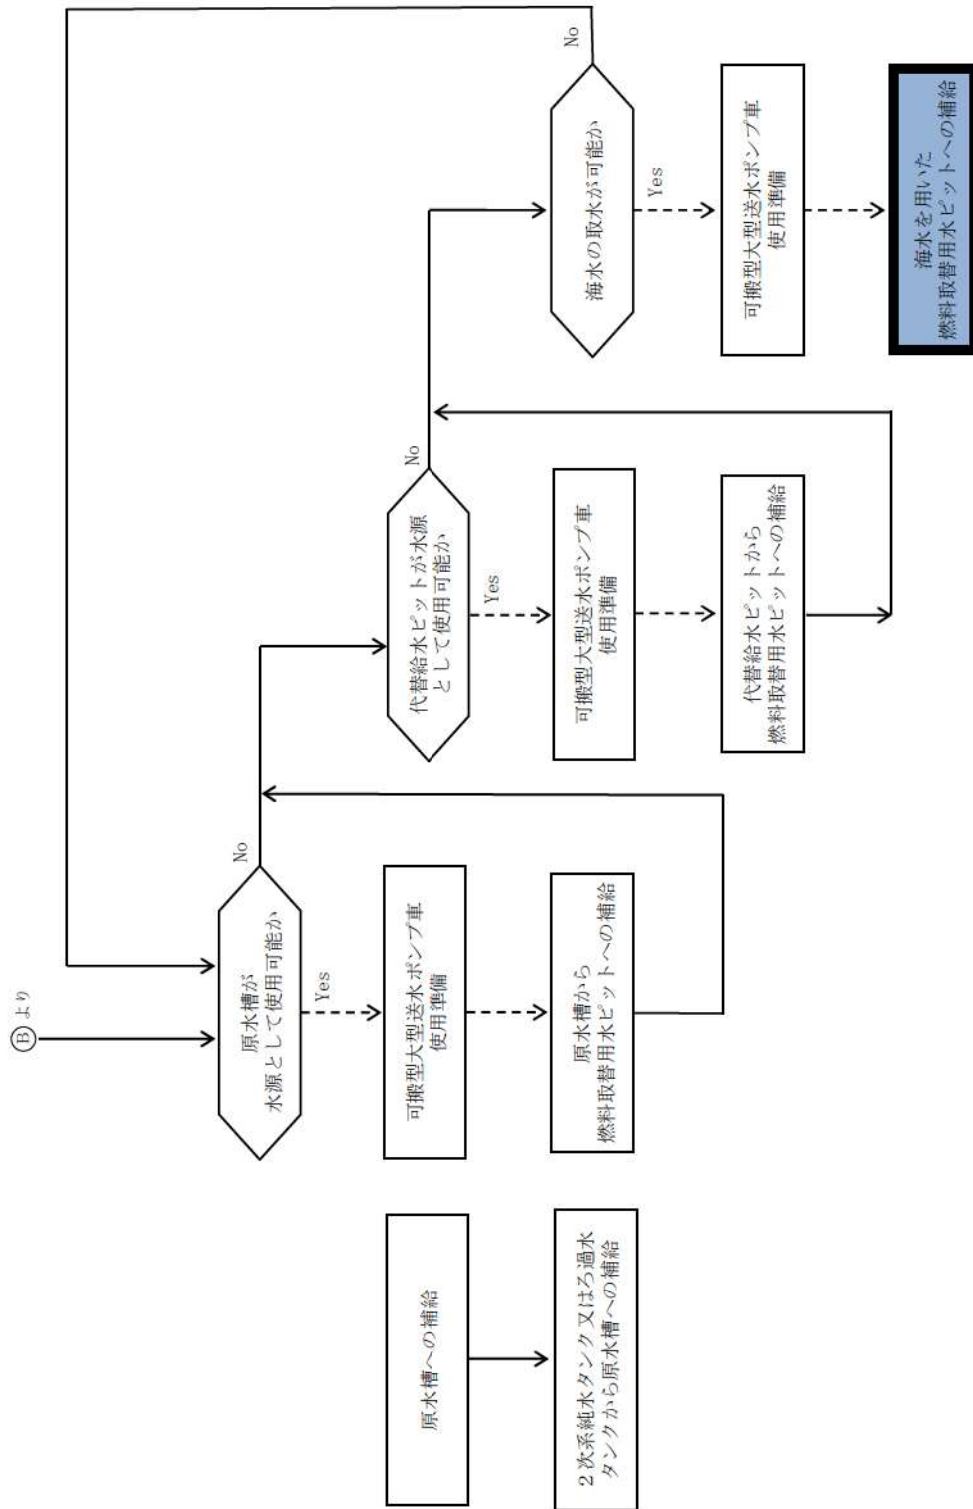 Ⓑより
原水槽への補給
2次系純水タンク又はろ過水
タンクから原水槽への補給
原水槽が
水源として使用可能か
No
Yes
可搬型大型送水ポンプ車
使用準備
原水槽から
燃料取替用水ピットへの補給
代替給水ピットが水源
として使用可能か
No
Yes
可搬型大型送水ポンプ車
使用準備
代替給水ピットから
燃料取替用水ピットへの補給
海水の取水が可能か
No
Yes
可搬型大型送水ポンプ車
使用準備
海水を用いた
燃料取替用水ピットへの補給